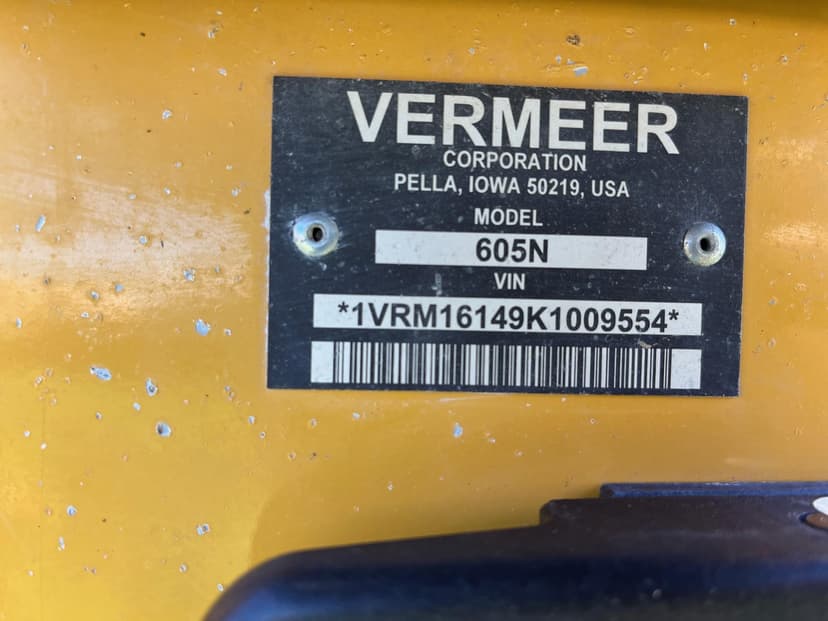 VERMEER
CORPORATION
PELLA, IOWA 50219, USA
MODEL
605N
VIN
*1VRM16149K1009554*